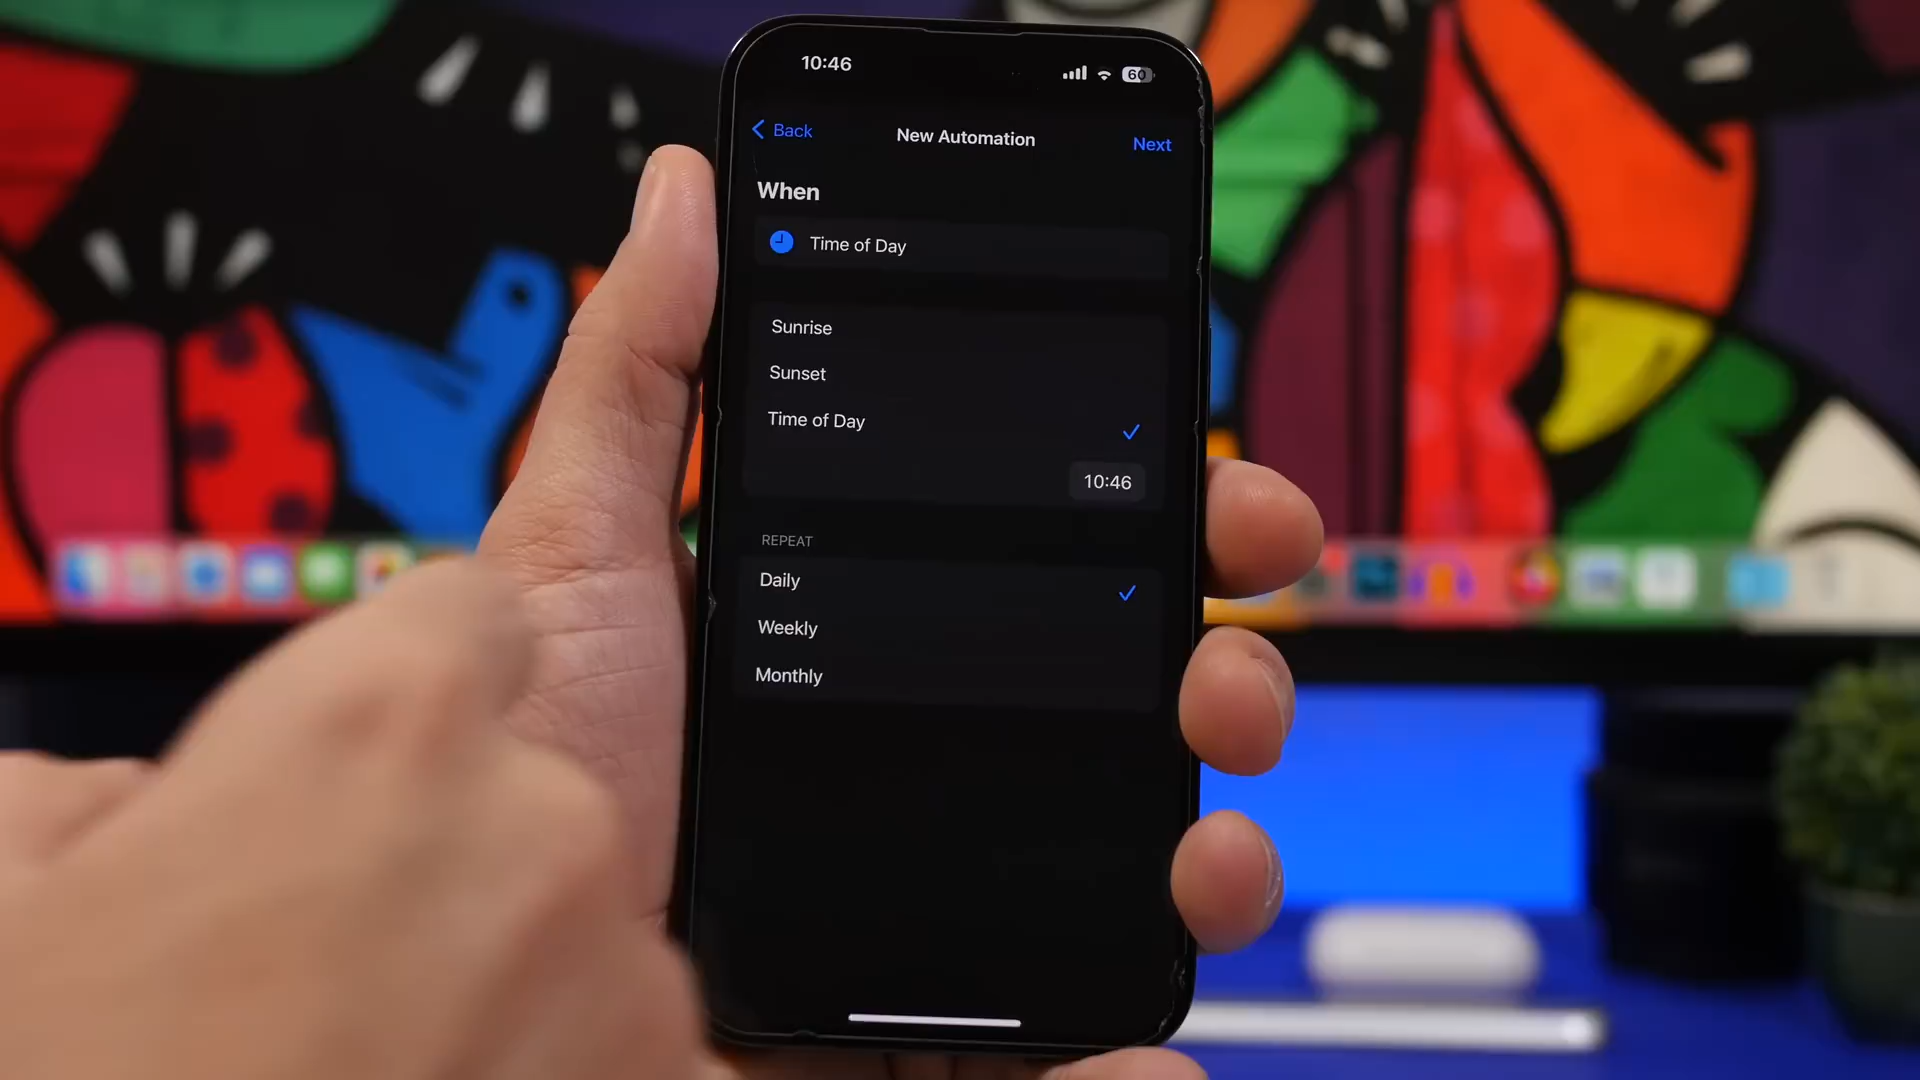 10:46
60
Back
New Automation
Next
When
Time of Day
Sunrise
Sunset
Time of Day
10:46
REPEAT
Daily
Weekly
Monthly